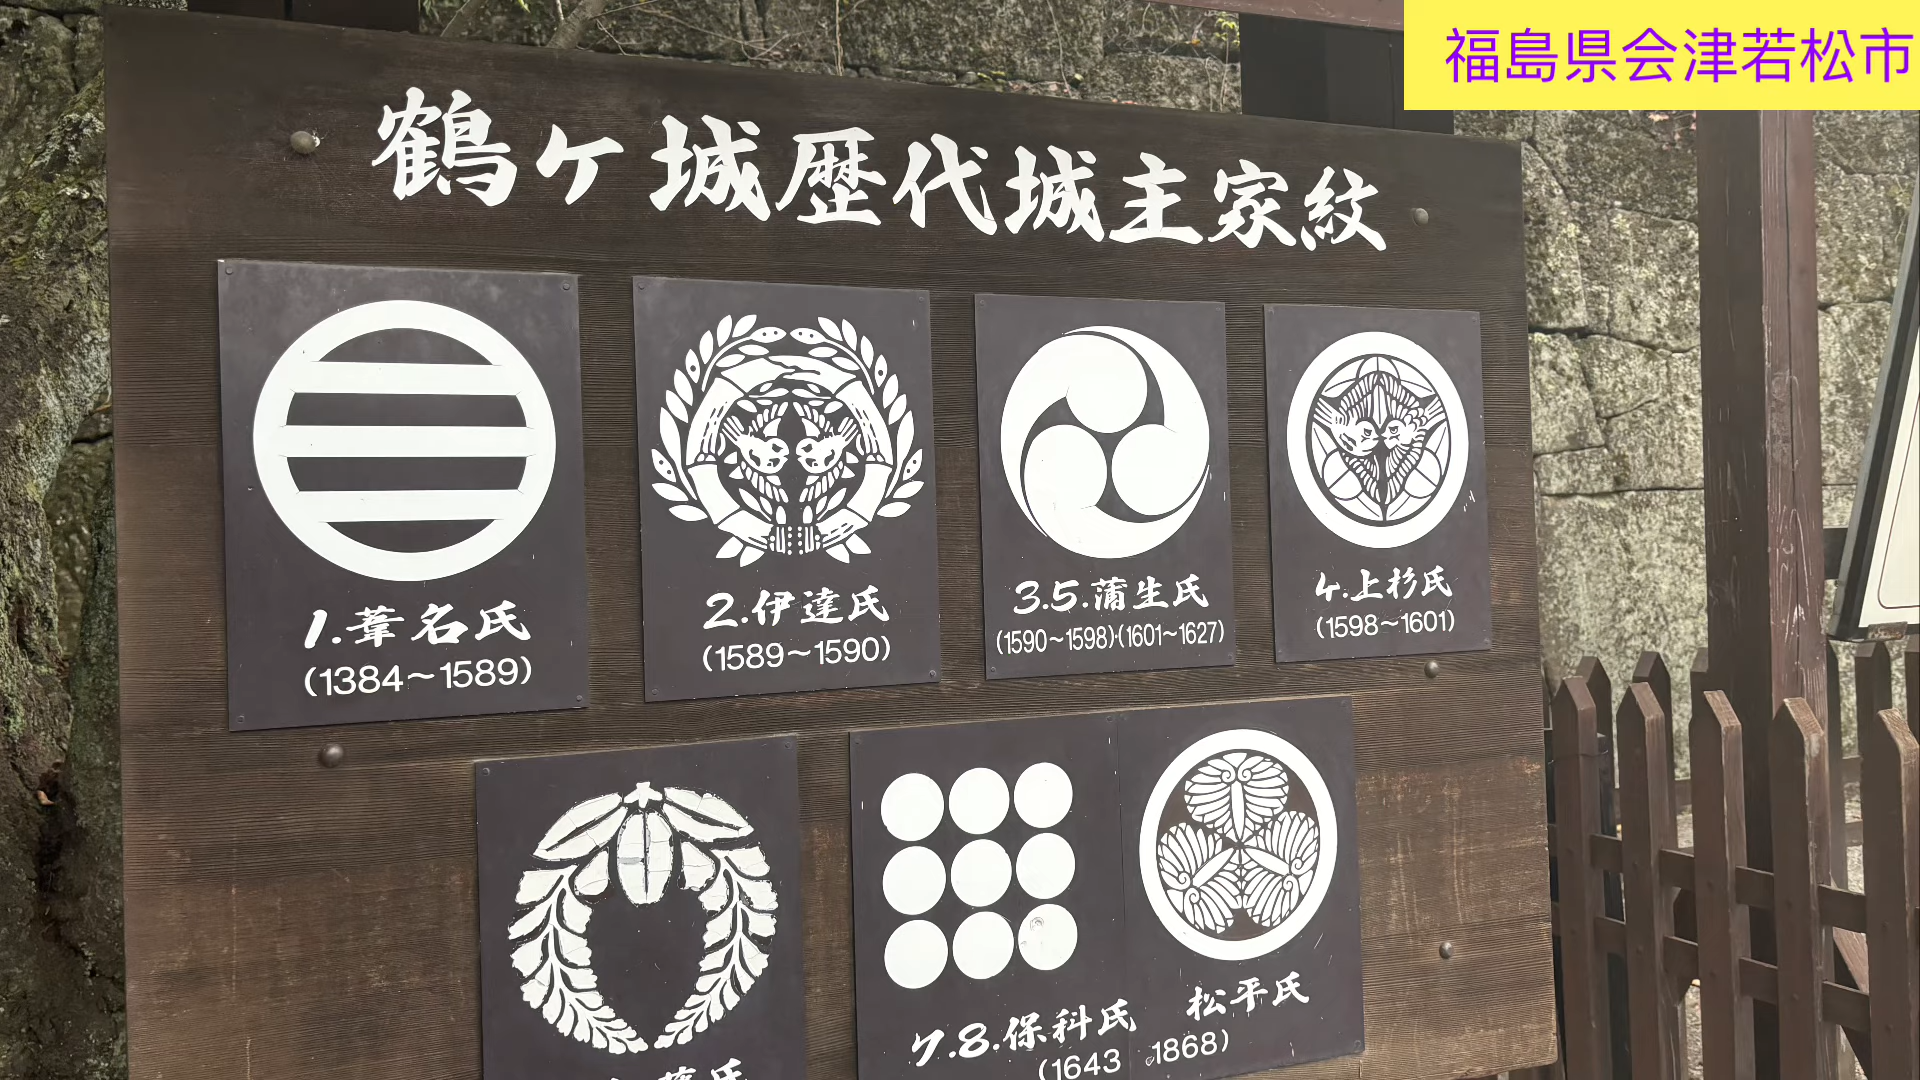 福島県会津若松市
鶴ヶ城歴代城主家紋
1.葦名氏
(1384〜1589)
2.伊達氏
(1589〜1590)
3.5.蒲生氏
(1590〜1598)·(1601〜1627)
4.上杉氏
(1598〜1601)
藤氏
7.8.保科氏 松平氏
(1643 1868)